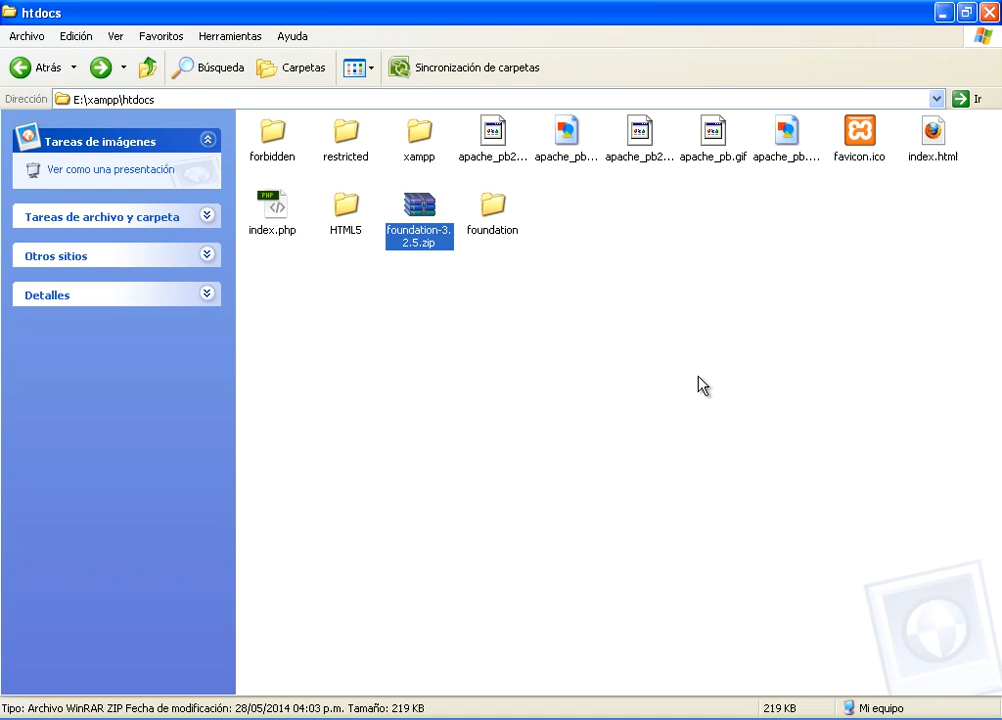 htdocs
Archivo Edición Ver Favoritos Herramientas Ayuda
Atrás Búsqueda Carpetas Sincronización de carpetas
Dirección E:\xampp\htdocs Ir
Tareas de imágenes
Ver como una presentación
Tareas de archivo y carpeta
Otros sitios
Detalles
forbidden restricted xampp apache_pb2... apache_pb... apache_pb2... apache_pb.gif apache_pb.... favicon.ico index.html
PHP
index.php HTML5 foundation-3.
2.5.zip
foundation
Tipo: Archivo WinRAR ZIP Fecha de modificación: 28/05/2014 04:03 p.m. Tamaño: 219 KB 219 KB Mi equipo